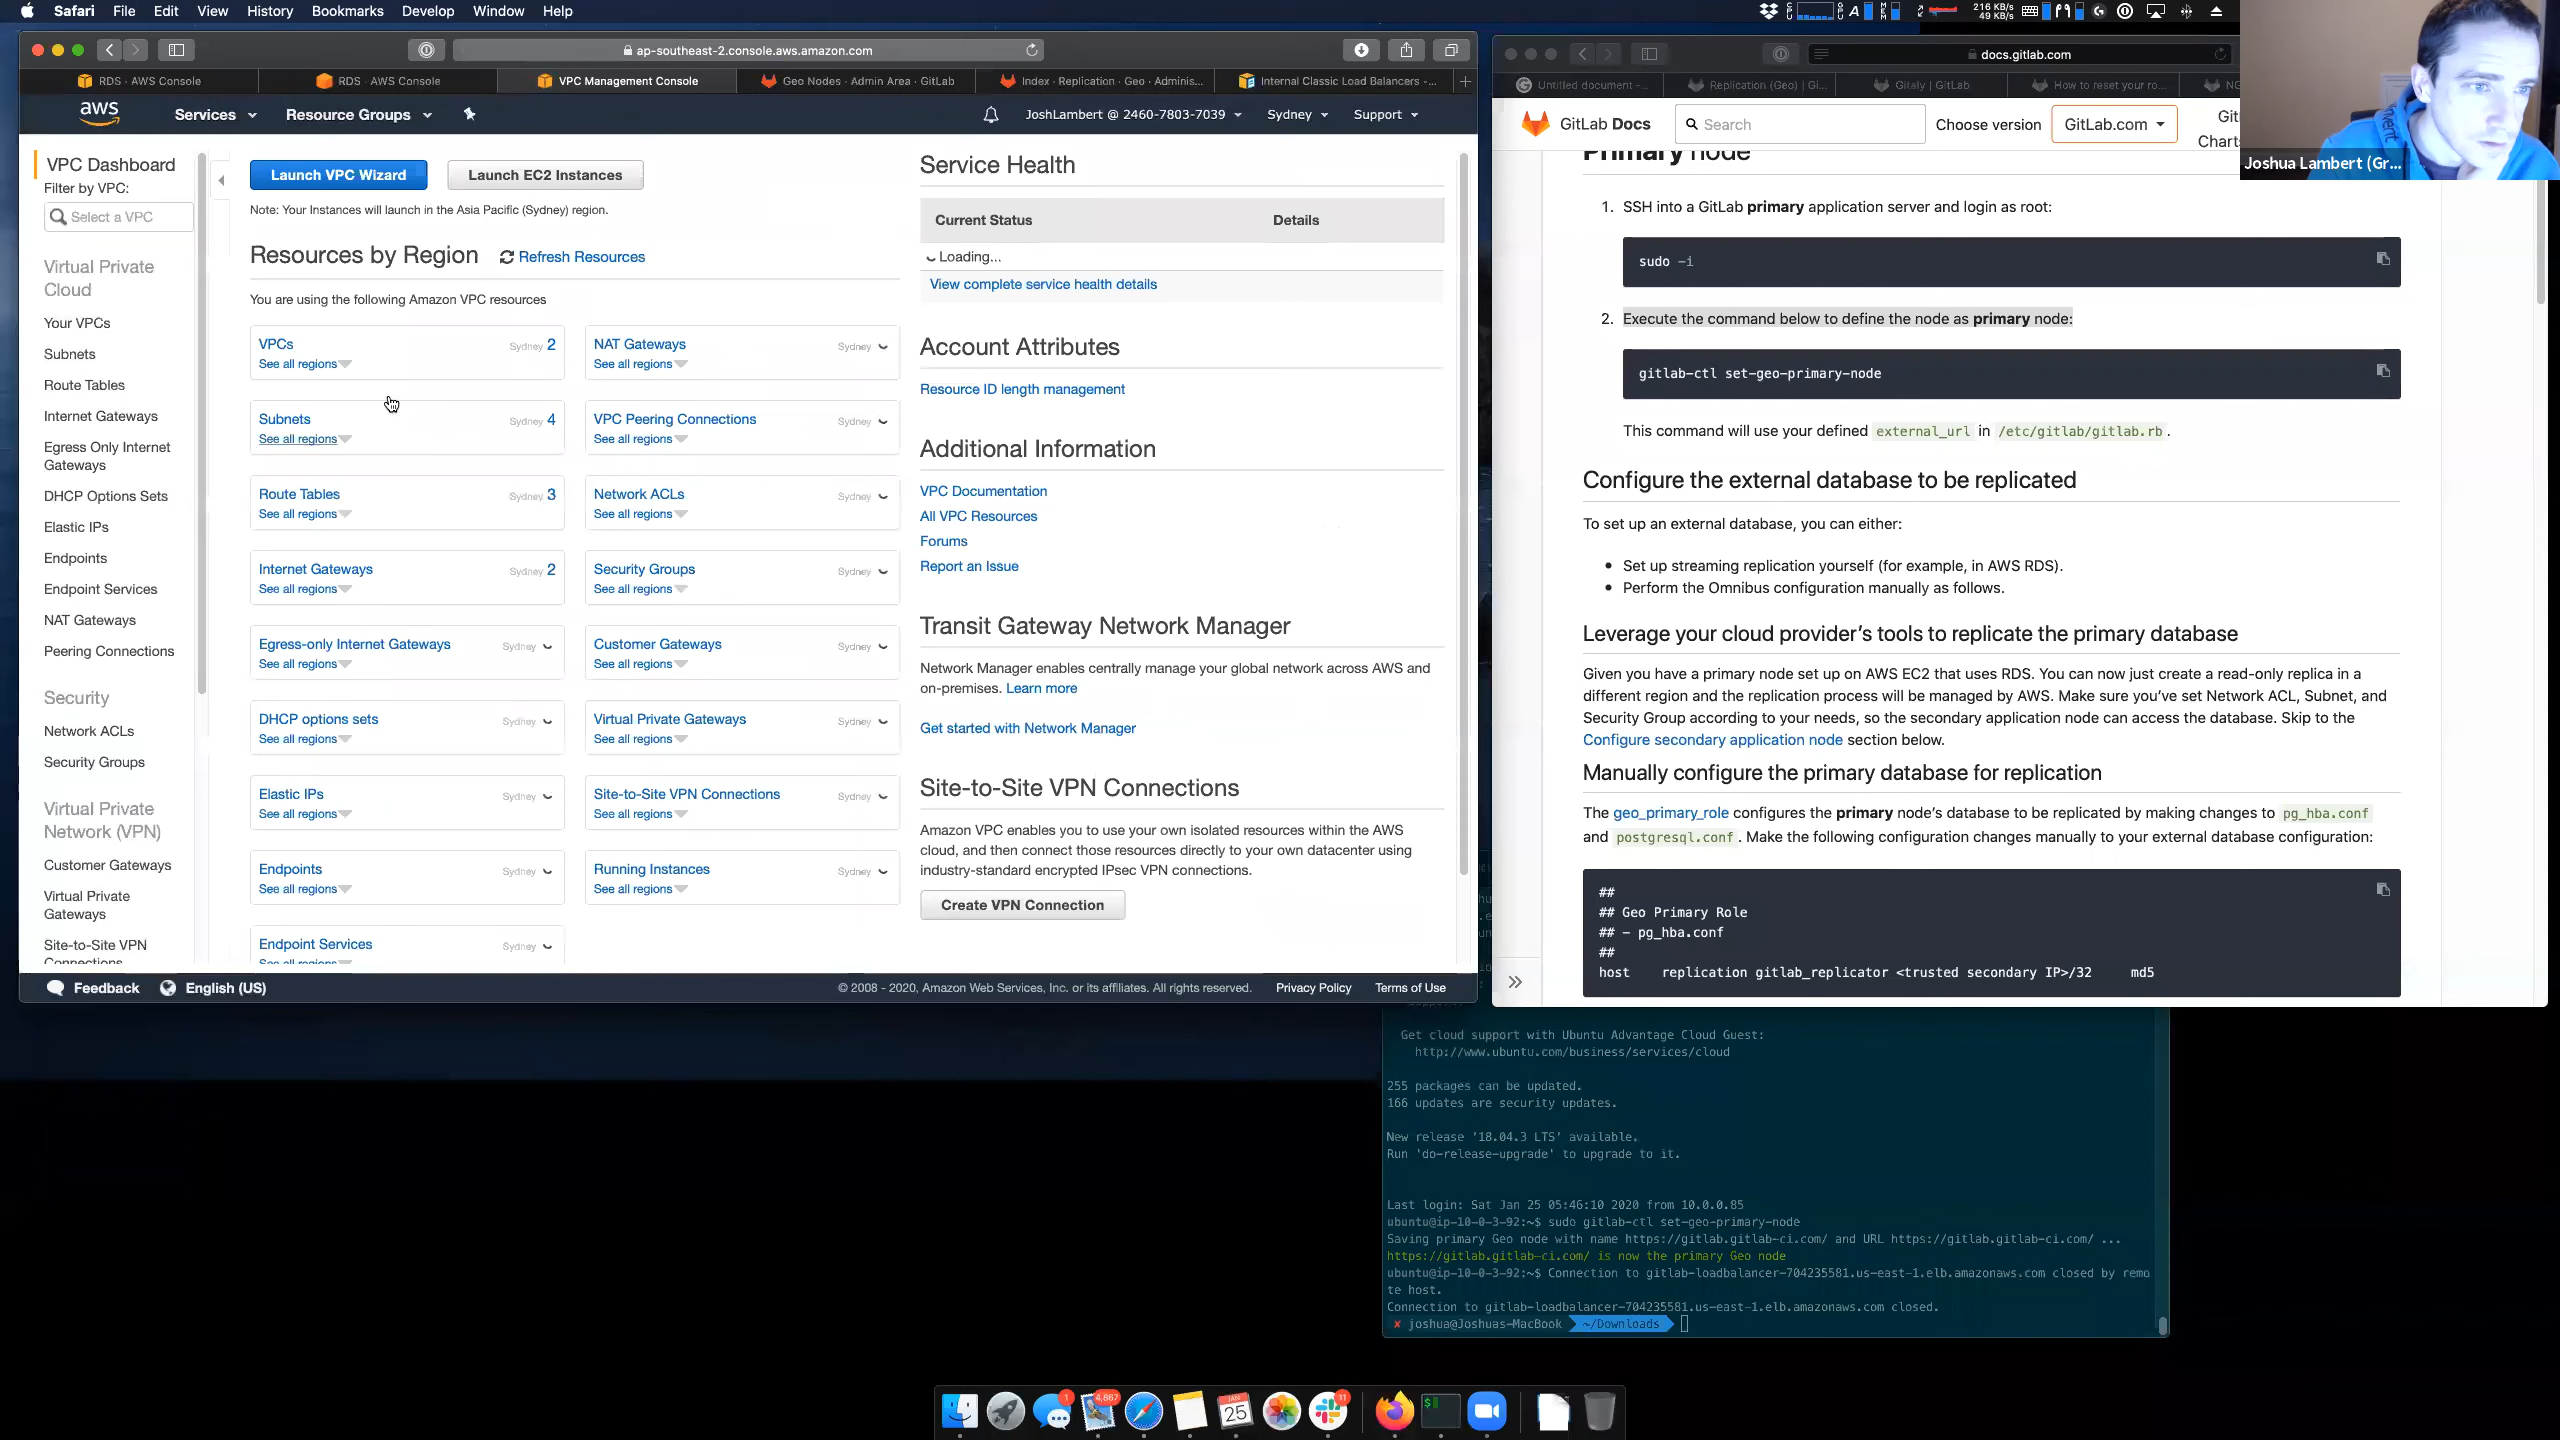 Safari File Edit View History Bookmarks Develop Window Help
216 KB/s
49 KB/s
ap-southeast-2.console.aws.amazon.com
RDS · AWS Console
RDS · AWS Console
VPC Management Console
Geo Nodes · Admin Area · GitLab
Index · Replication · Geo · Adminis...
Internal Classic Load Balancers -...
aws
Services
Resource Groups
JoshLambert @ 2460-7803-7039
Sydney
Support
VPC Dashboard
Filter by VPC:
Select a VPC
Virtual Private
Cloud
Your VPCs
Subnets
Route Tables
Internet Gateways
Egress Only Internet
Gateways
DHCP Options Sets
Elastic IPs
Endpoints
Endpoint Services
NAT Gateways
Peering Connections
Security
Network ACLs
Security Groups
Virtual Private
Network (VPN)
Customer Gateways
Virtual Private
Gateways
Site-to-Site VPN
Connections
Launch VPC Wizard
Launch EC2 Instances
Note: Your Instances will launch in the Asia Pacific (Sydney) region.
Resources by Region
Refresh Resources
You are using the following Amazon VPC resources
VPCs Sydney 2
See all regions
NAT Gateways Sydney
See all regions
Subnets Sydney 4
See all regions
VPC Peering Connections Sydney
See all regions
Route Tables Sydney 3
See all regions
Network ACLs Sydney
See all regions
Internet Gateways Sydney 2
See all regions
Security Groups Sydney
See all regions
Egress-only Internet Gateways Sydney
See all regions
Customer Gateways Sydney
See all regions
DHCP options sets Sydney
See all regions
Virtual Private Gateways Sydney
See all regions
Elastic IPs Sydney
See all regions
Site-to-Site VPN Connections Sydney
See all regions
Endpoints Sydney
See all regions
Running Instances Sydney
See all regions
Endpoint Services Sydney
See all regions
Service Health
Current Status Details
Loading...
View complete service health details
Account Attributes
Resource ID length management
Additional Information
VPC Documentation
All VPC Resources
Forums
Report an Issue
Transit Gateway Network Manager
Network Manager enables centrally manage your global network across AWS and
on-premises. Learn more
Get started with Network Manager
Site-to-Site VPN Connections
Amazon VPC enables you to use your own isolated resources within the AWS
cloud, and then connect those resources directly to your own datacenter using
industry-standard encrypted IPsec VPN connections.
Create VPN Connection
Feedback
English (US)
© 2008 - 2020, Amazon Web Services, Inc. or its affiliates. All rights reserved.
Privacy Policy
Terms of Use
docs.gitlab.com
Untitled document -...
Replication (Geo) | Gi...
Gitaly | GitLab
How to reset your ro...
NG
GitLab Docs
Search
Choose version
GitLab.com
Git
Chart
Joshua Lambert (Gr...
Primary node
1. SSH into a GitLab primary application server and login as root:
sudo -i
2. Execute the command below to define the node as primary node:
gitlab-ctl set-geo-primary-node
This command will use your defined external_url in /etc/gitlab/gitlab.rb .
Configure the external database to be replicated
To set up an external database, you can either:
• Set up streaming replication yourself (for example, in AWS RDS).
• Perform the Omnibus configuration manually as follows.
Leverage your cloud provider's tools to replicate the primary database
Given you have a primary node set up on AWS EC2 that uses RDS. You can now just create a read-only replica in a
different region and the replication process will be managed by AWS. Make sure you've set Network ACL, Subnet, and
Security Group according to your needs, so the secondary application node can access the database. Skip to the
Configure secondary application node section below.
Manually configure the primary database for replication
The geo_primary_role configures the primary node's database to be replicated by making changes to pg_hba.conf
and postgresql.conf . Make the following configuration changes manually to your external database configuration:
##
## Geo Primary Role
## - pg_hba.conf
##
host replication gitlab_replicator <trusted secondary IP>/32 md5
Get cloud support with Ubuntu Advantage Cloud Guest:
http://www.ubuntu.com/business/services/cloud
255 packages can be updated.
166 updates are security updates.
New release '18.04.3 LTS' available.
Run 'do-release-upgrade' to upgrade to it.
Last login: Sat Jan 25 05:46:10 2020 from 10.0.0.85
ubuntu@ip-10-0-3-92:~$ sudo gitlab-ctl set-geo-primary-node
Saving primary Geo node with name https://gitlab.gitlab-ci.com/ and URL https://gitlab.gitlab-ci.com/ ...
https://gitlab.gitlab-ci.com/ is now the primary Geo node
ubuntu@ip-10-0-3-92:~$ Connection to gitlab-loadbalancer-704235581.us-east-1.elb.amazonaws.com closed by remo
te host.
Connection to gitlab-loadbalancer-704235581.us-east-1.elb.amazonaws.com closed.
✘ joshua@Joshuas-MacBook ~/Downloads
1
4,867
JAN
25
11